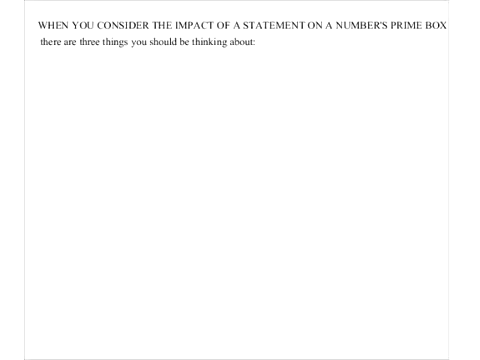 WHEN YOU CONSIDER THE IMPACT OF A STATEMENT ON A NUMBER'S PRIME BOX
there are three things you should be thinking about: